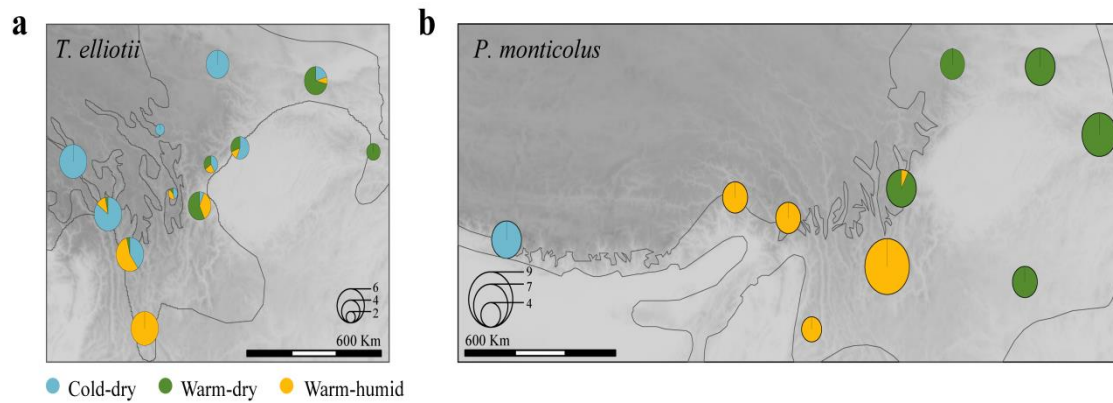 a
T. elliotii
6
4
2
600 Km
b
P. monticolus
9
7
4
600 Km
Cold-dry Warm-dry Warm-humid